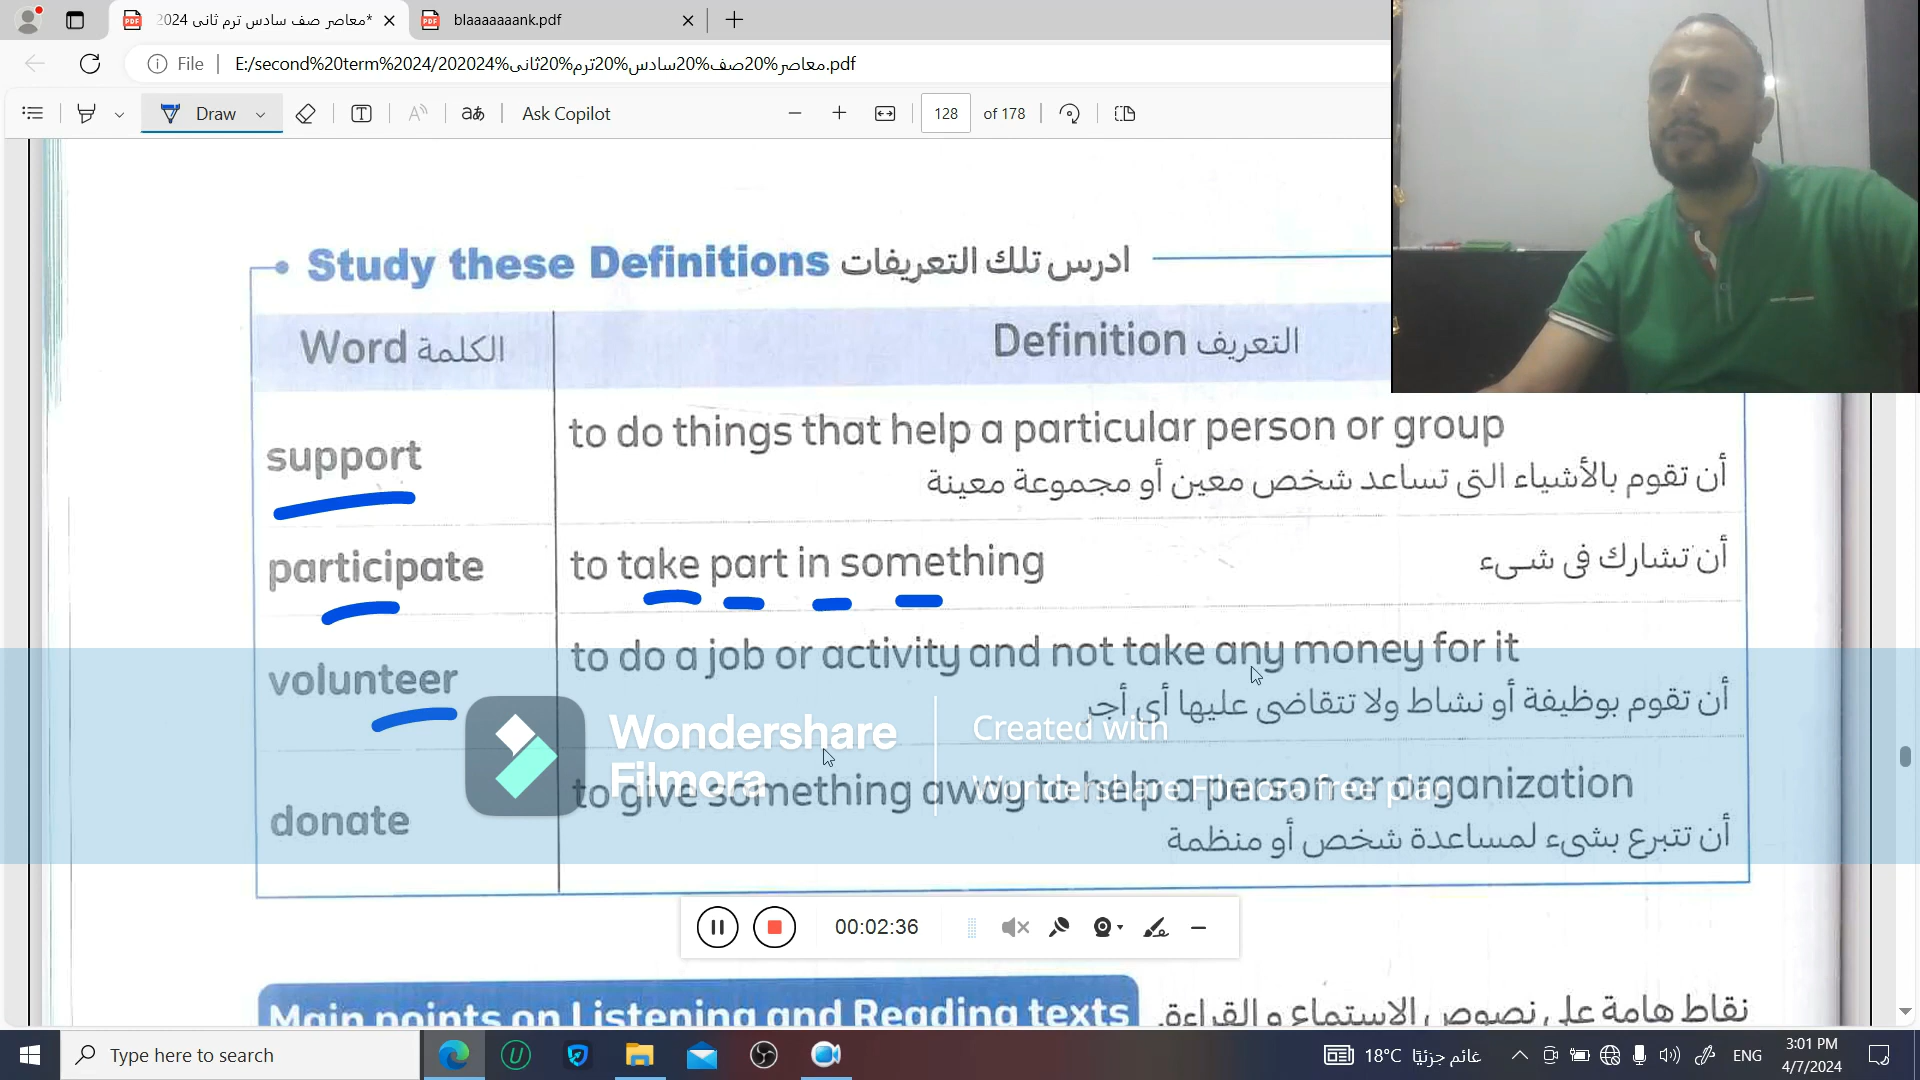 *معاصر صف سادس ترم ثانى 2024
blaaaaaaank.pdf
File
E:/second%20term%2024/202024%معاصر%20صف%20سادس%20ترم%20ثانى.pdf
Draw
aあ
Ask Copilot
128 of 178
Study these Definitions ادرس تلك التعريفات
Word الكلمة
Definition التعريف
support
to do things that help a particular person or group
أن تقوم بالأشياء التى تساعد شخص معين أو مجموعة معينة
participate
to take part in something
أن تشارك فى شىء
volunteer
to do a job or activity and not take any money for it
أن تقوم بوظيفة أو نشاط ولا تتقاضى عليها أى أجر
Wondershare
Filmora
Created with
Wondershare Filmora free plan
donate
to give something away to help a person or organization
أن تتبرع بشىء لمساعدة شخص أو منظمة
00:02:36
Main points on Listening and Reading texts
نقاط هامة على نصوص الاستماع و القراءة
Type here to search
18°C غائم جزئيًا
ENG
3:01 PM
4/7/2024